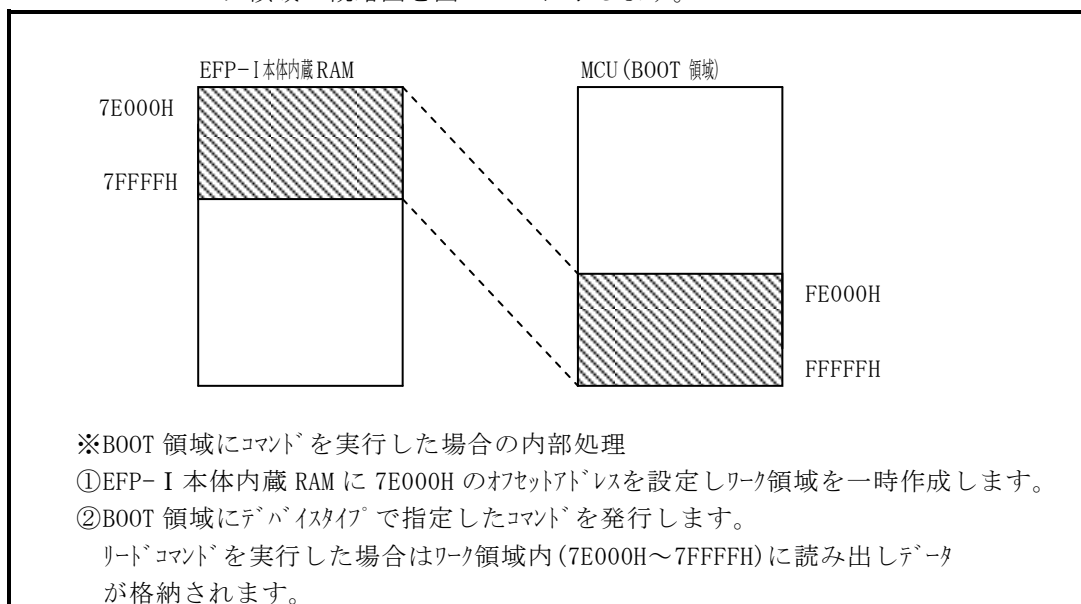 EFP-Ⅰ本体内蔵RAM
MCU(BOOT 領域)
7E000H
7FFFFH
FE000H
FFFFFH
※BOOT 領域にｺﾏﾝﾄﾞを実行した場合の内部処理
①EFP-Ⅰ本体内蔵 RAM に 7E000H のｵﾌｾｯﾄｱﾄﾞﾚｽを設定しﾜｰｸ領域を一時作成します。
②BOOT 領域にﾃﾞﾊﾞｲｽﾀｲﾌﾟで指定したｺﾏﾝﾄﾞを発行します。
ﾘｰﾄﾞｺﾏﾝﾄﾞを実行した場合はﾜｰｸ領域内(7E000H～7FFFFH)に読み出しﾃﾞｰﾀ
が格納されます。